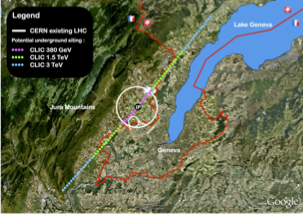 Legend
CERN existing LHC
Potential underground siting :
CLIC 380 GeV
CLIC 1.5 TeV
CLIC 3 TeV
Lake Geneva
Jura Mountains
IP
Geneva
Google